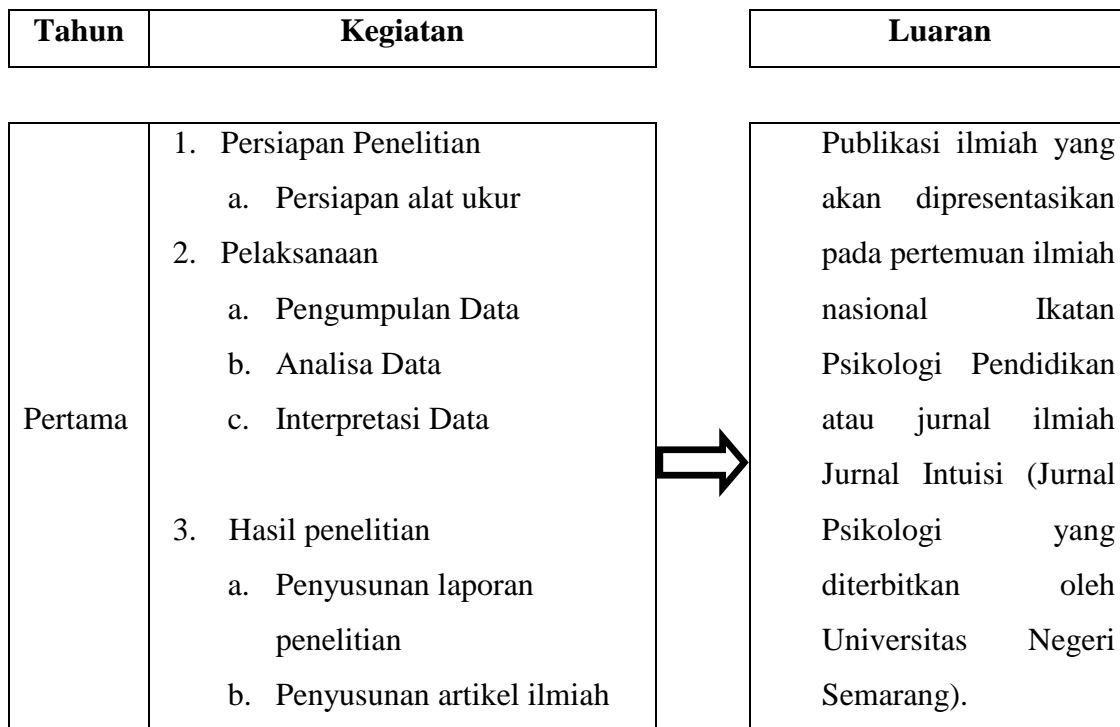 Tahun Kegiatan Luaran
Pertama
1. Persiapan Penelitian
a. Persiapan alat ukur
2. Pelaksanaan
a. Pengumpulan Data
b. Analisa Data
c. Interpretasi Data
3. Hasil penelitian
a. Penyusunan laporan
penelitian
b. Penyusunan artikel ilmiah
Publikasi ilmiah yang
akan dipresentasikan
pada pertemuan ilmiah
nasional Ikatan
Psikologi Pendidikan
atau jurnal ilmiah
Jurnal Intuisi (Jurnal
Psikologi yang
diterbitkan oleh
Universitas Negeri
Semarang).